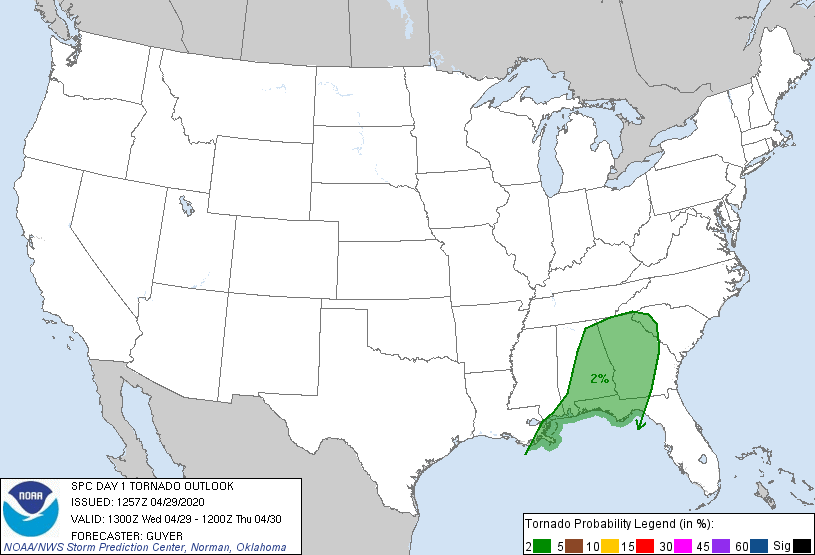 2%
NOAA
SPC DAY 1 TORNADO OUTLOOK
ISSUED: 1257Z 04/29/2020
VALID: 1300Z Wed 04/29 - 1200Z Thu 04/30
FORECASTER: GUYER
NOAA/NWS Storm Prediction Center, Norman, Oklahoma
Tornado Probability Legend (in %):
2 5 10 15 30 45 60 Sig